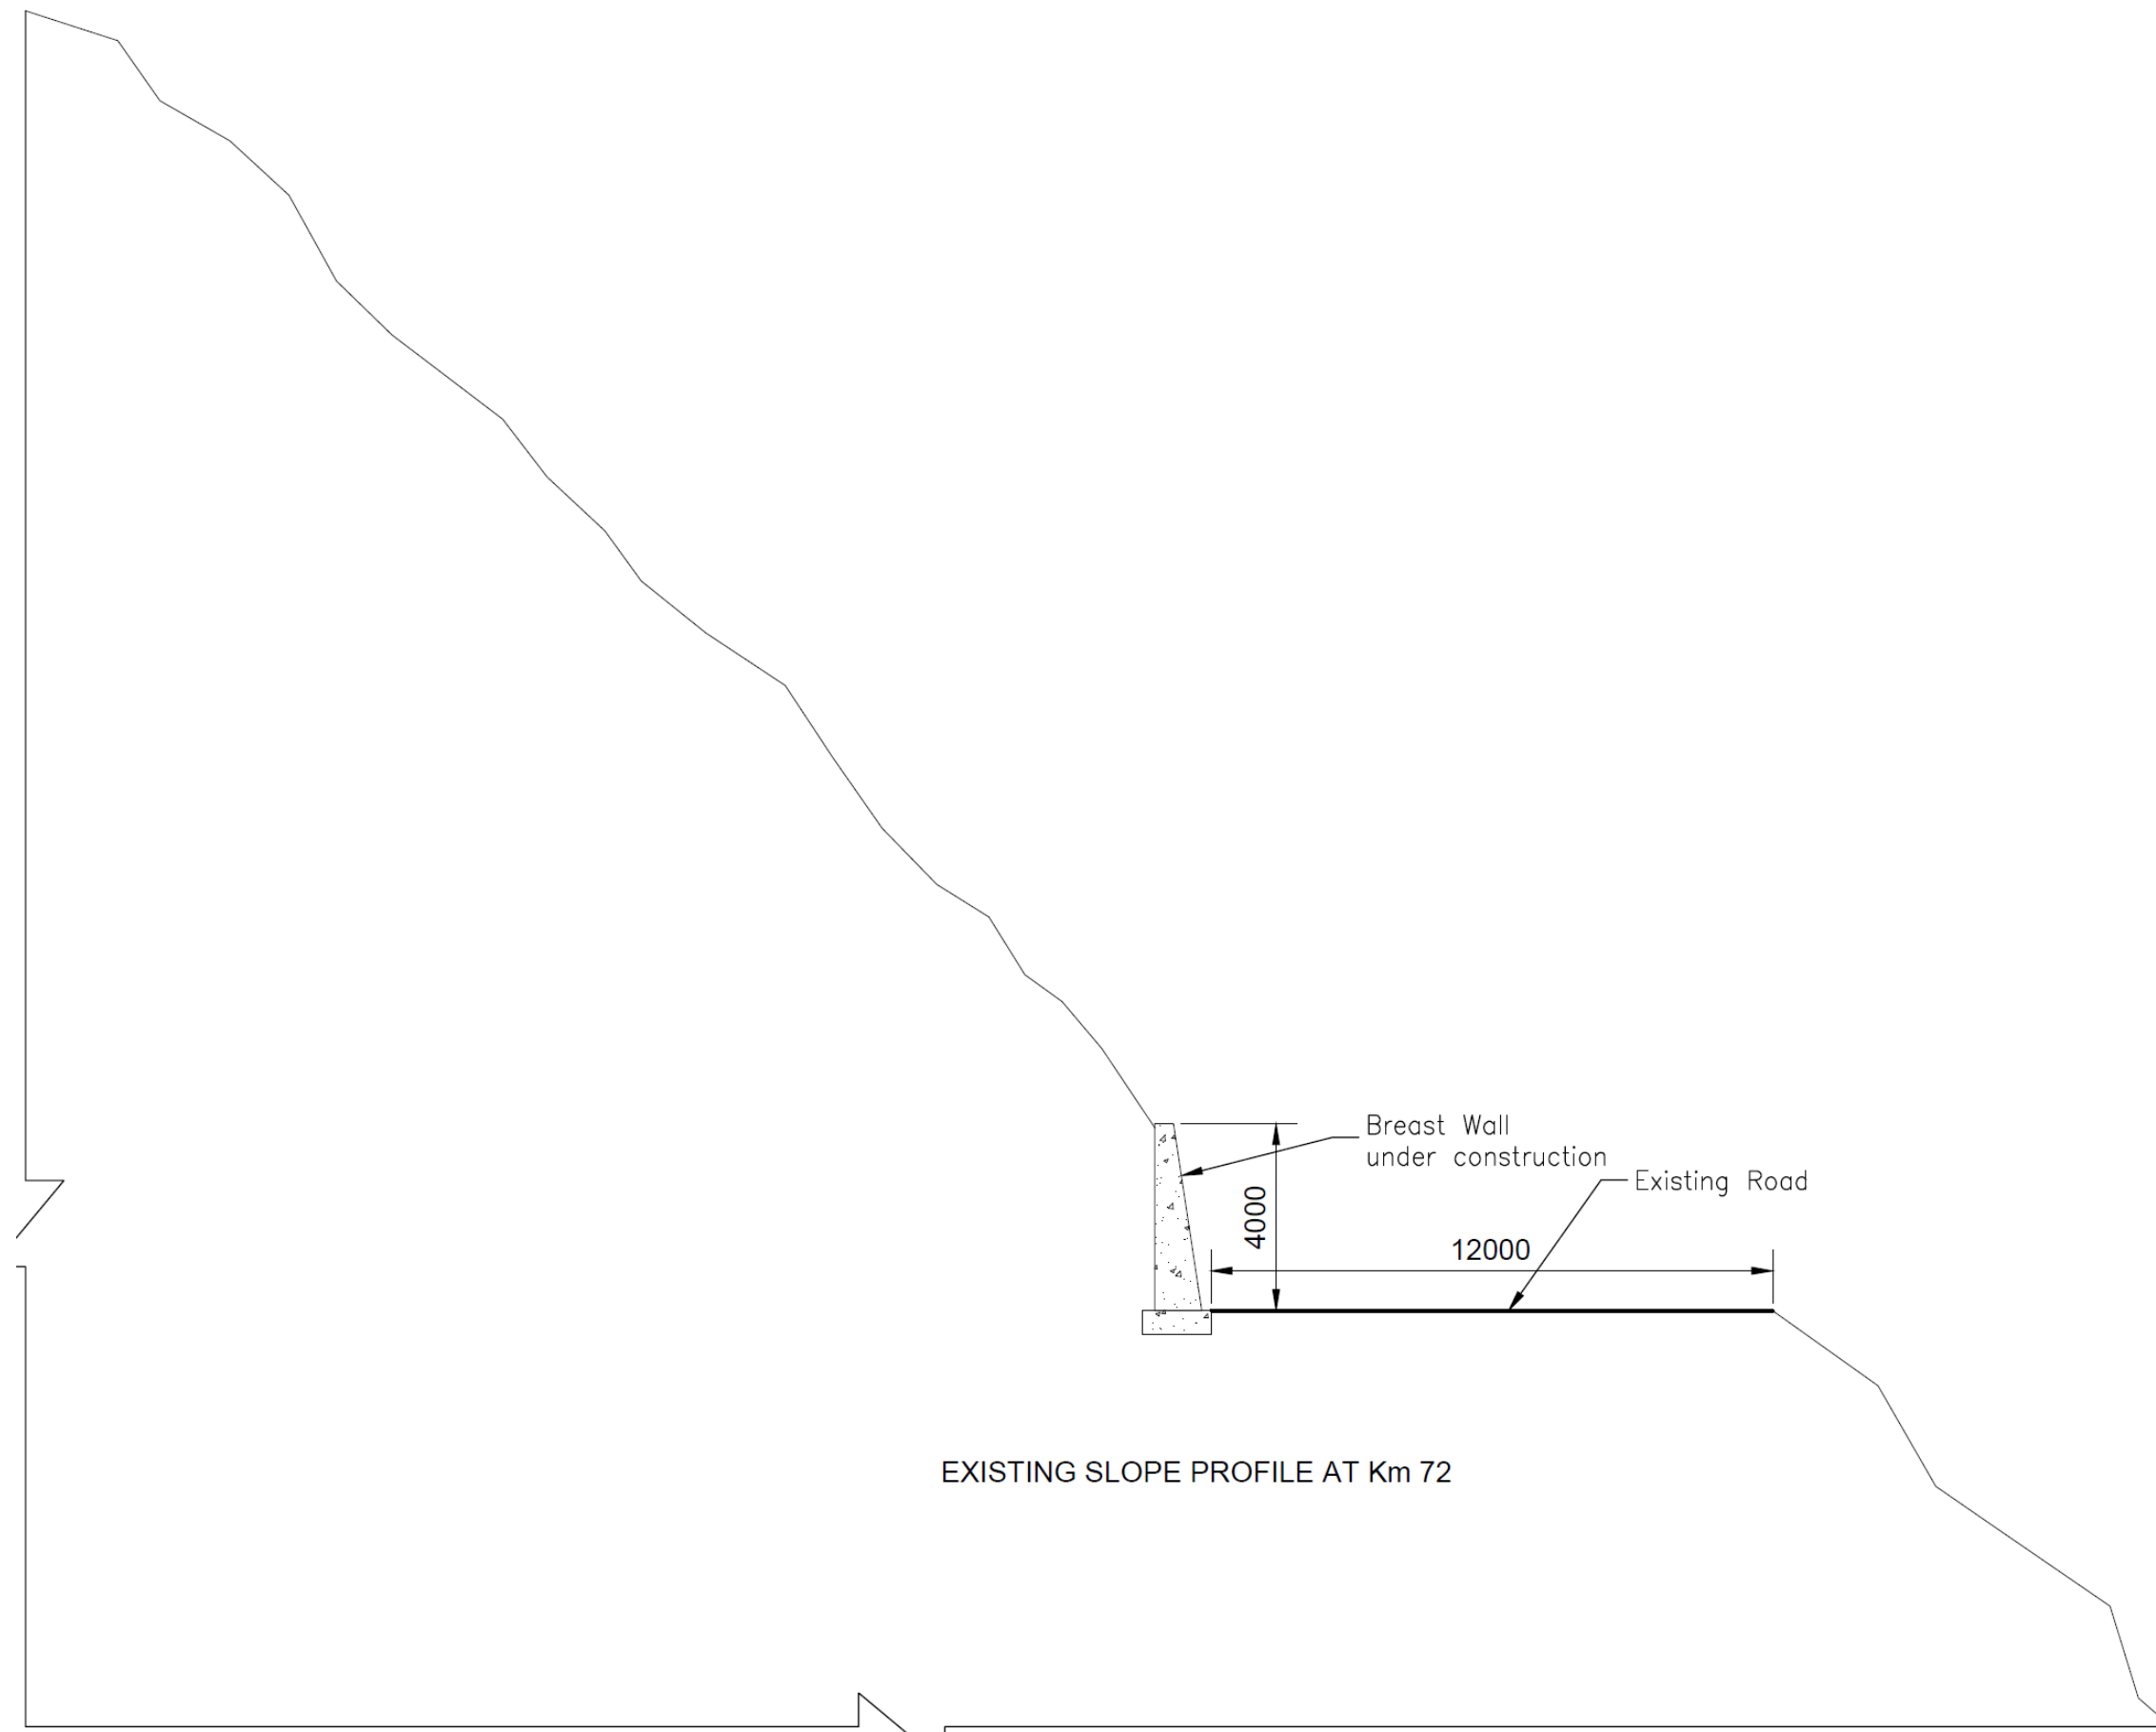 Breast Wall
under construction
Existing Road
4000
12000
EXISTING SLOPE PROFILE AT Km 72